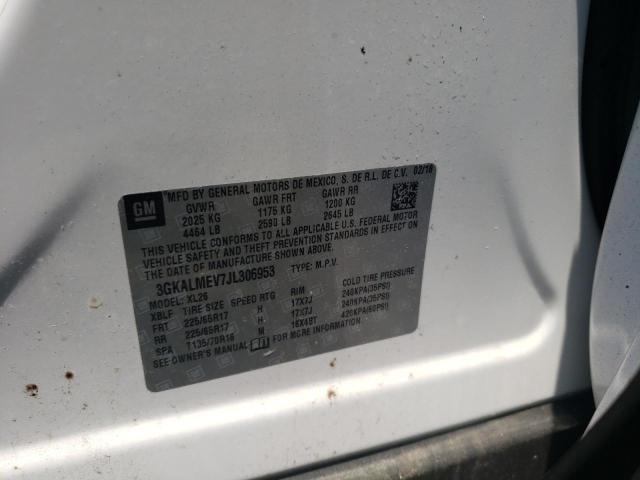 GM
MFD BY GENERAL MOTORS DE MEXICO, S. DE R.L. DE C.V. 02/18
GVWR GAWR FRT GAWR RR
2025 KG 1175 KG 1200 KG
4464 LB 2590 LB 2645 LB
THIS VEHICLE CONFORMS TO ALL APPLICABLE U.S. FEDERAL MOTOR
VEHICLE SAFETY AND THEFT PREVENTION STANDARDS IN EFFECT ON
THE DATE OF MANUFACTURE SHOWN ABOVE.
3GKALMEV7JL306953 TYPE: M.P.V.
MODEL: XL26
XBLF TIRE SIZE SPEED RTG RIM COLD TIRE PRESSURE
FRT 225/65R17 H 17X7J 240KPA(35PSI)
RR 225/65R17 H 17X7J 240KPA(35PSI)
SPA T135/70R16 M 16X4BT 420KPA(60PSI)
SEE OWNER'S MANUAL FOR MORE INFORMATION